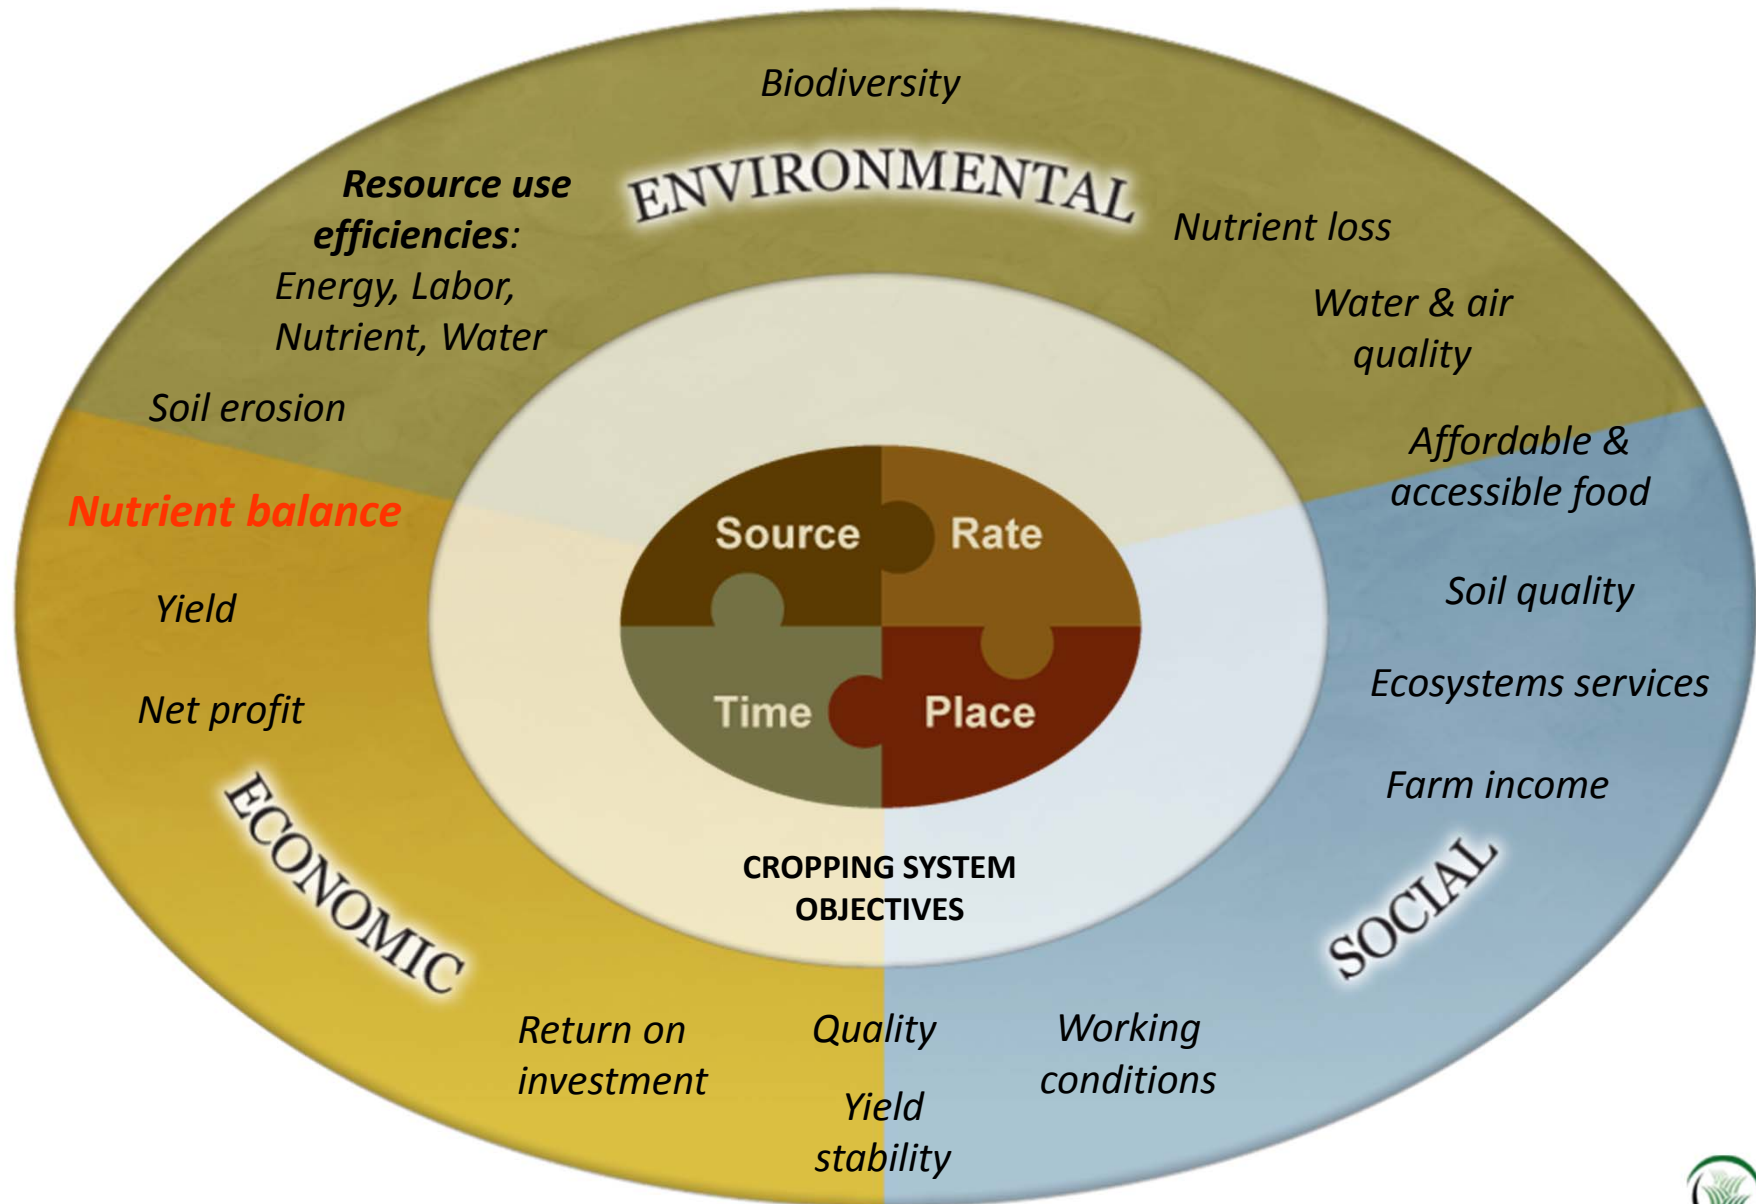 Biodiversity
ENVIRONMENTAL
Resource use
efficiencies:
Energy, Labor,
Nutrient, Water
Nutrient loss
Water & air
quality
Soil erosion
Affordable &
accessible food
Nutrient balance
Source
Rate
Soil quality
Yield
Ecosystems services
Net profit
Time
Place
Farm income
ECONOMIC
CROPPING SYSTEM
OBJECTIVES
SOCIAL
Return on
investment
Quality
Working
conditions
Yield
stability